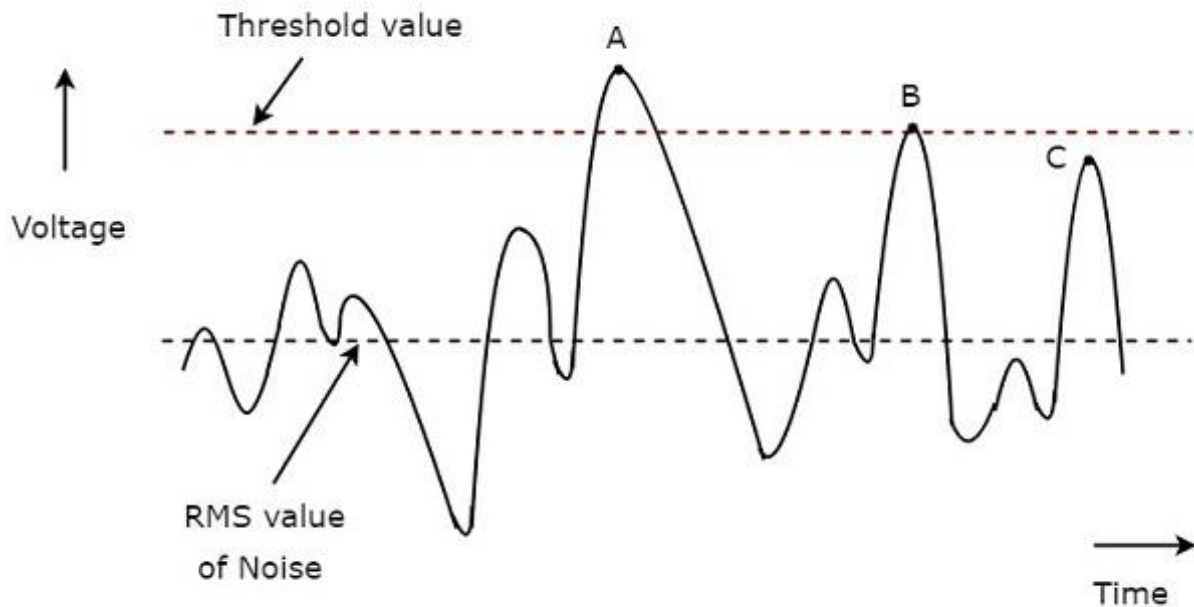 Threshold value
A
B
C
Voltage
RMS value
of Noise
Time